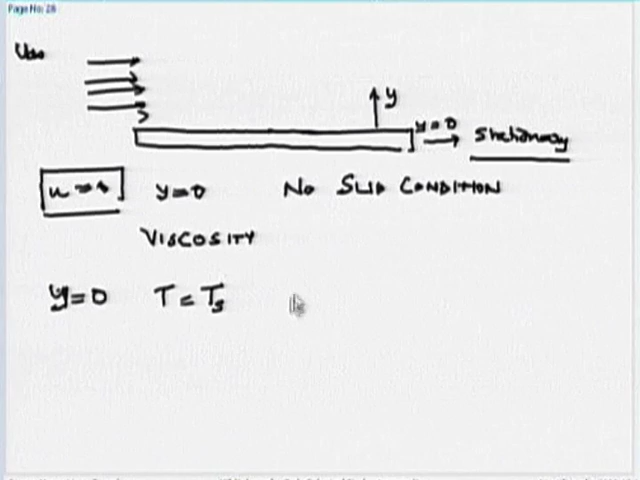 Page No: 28
U∞
y
y=0
Stationary
u = 0 y=0 NO SLIP CONDITION
VISCOSITY
y=0 T = Ts